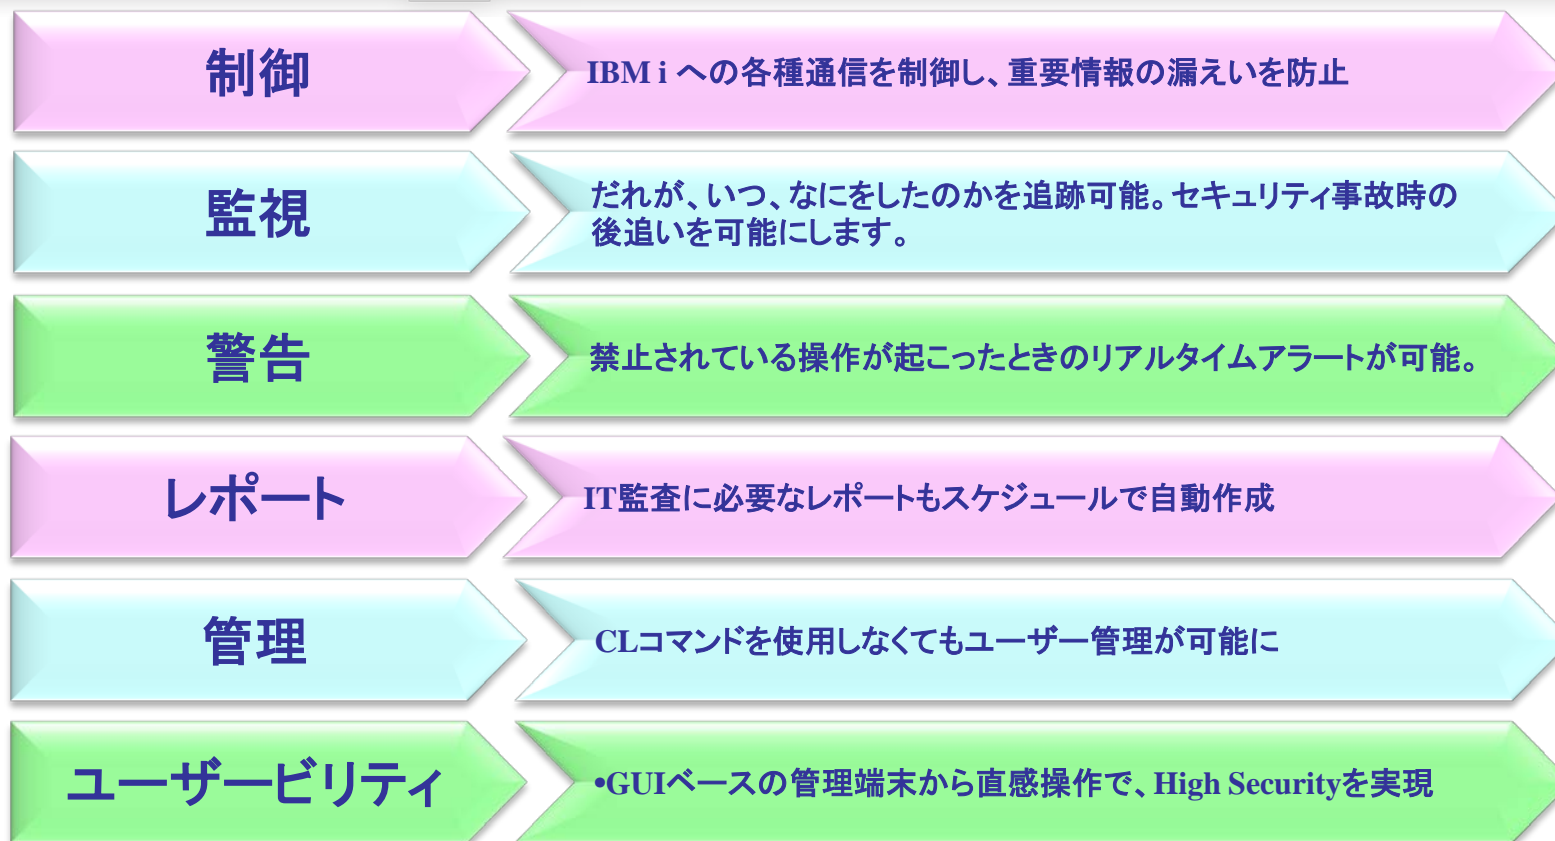 制御
IBM i への各種通信を制御し、重要情報の漏えいを防止
監視
だれが、いつ、なにをしたのかを追跡可能。セキュリティ事故時の
後追いを可能にします。
警告
禁止されている操作が起こったときのリアルタイムアラートが可能。
レポート
IT監査に必要なレポートもスケジュールで自動作成
管理
CLコマンドを使用しなくてもユーザー管理が可能に
ユーザービリティ
•GUIベースの管理端末から直感操作で、High Securityを実現